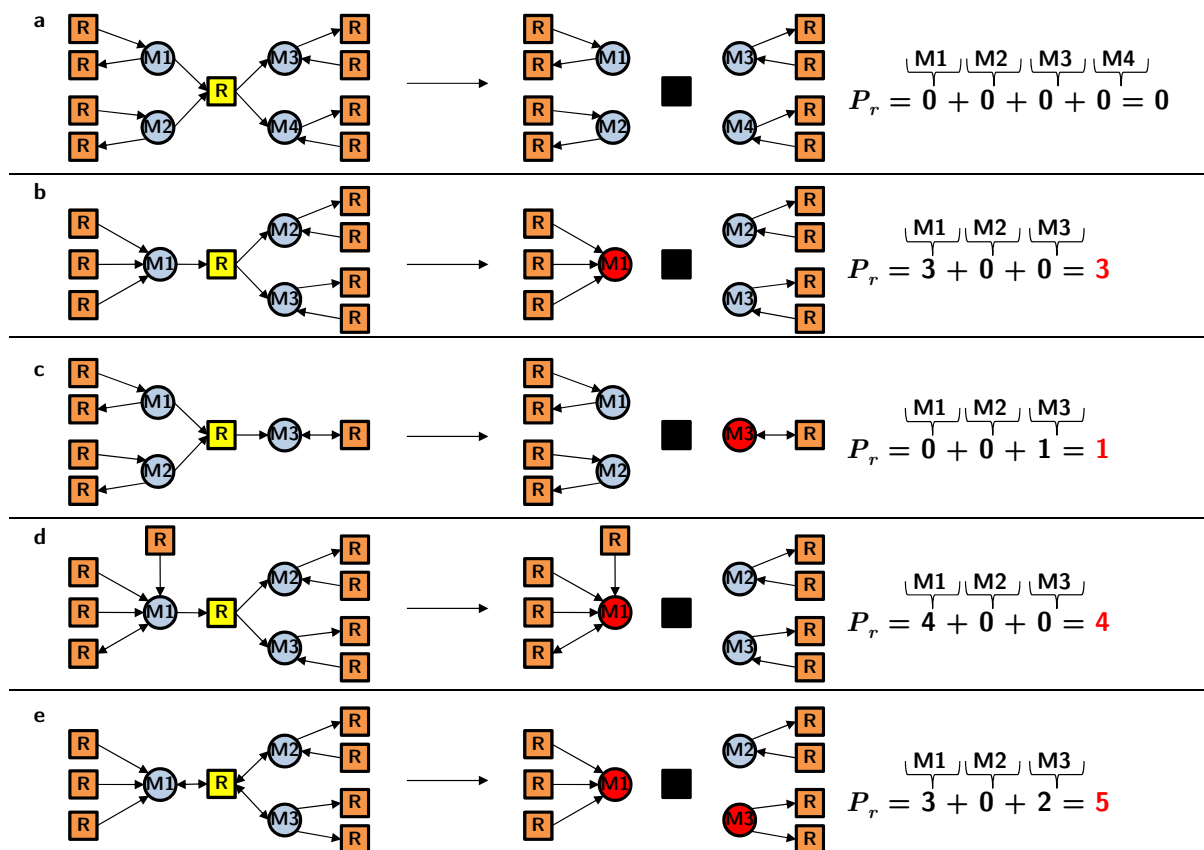 a
R R R R
M1 M3 M1 M3
R R R R
M1 M2 M3 M4
R
P_r = 0 + 0 + 0 + 0 = 0
R R R R
M2 M4 M2 M4
R R R R
b
R R
R M2 R R M2 R
M1 M2 M3
R M1 R R M1
P_r = 3 + 0 + 0 = 3
R R
R M3 R R M3 R
c
R R
M1 M1
R R
M1 M2 M3
R M3 R M3 R
P_r = 0 + 0 + 1 = 1
R R
M2 M2
R R
d
R R
R R
R M2 R R M2 R
M1 M2 M3
R M1 R R M1
P_r = 4 + 0 + 0 = 4
R R
R M3 R R M3 R
e
R R
R M2 R R M2 R
M1 M2 M3
R M1 R R M1
P_r = 3 + 0 + 2 = 5
R R
R M3 R R M3 R